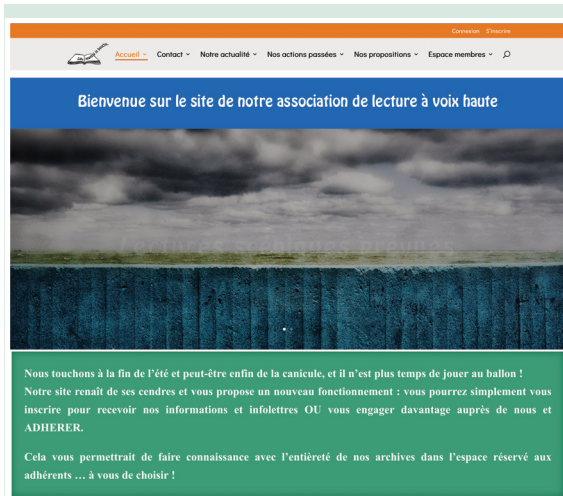 Connexion S'inscrire
Accueil Contact Notre actualité Nos actions passées Nos propositions Espace membres
Bienvenue sur le site de notre association de lecture à voix haute
Lectures scéniques prévues
Nous touchons à la fin de l'été et peut-être enfin de la canicule, et il n'est plus temps de jouer au ballon !
Notre site renaît de ses cendres et vous propose un nouveau fonctionnement : vous pourrez simplement vous
inscrire pour recevoir nos informations et infolettres OU vous engager davantage auprès de nous et
ADHERER.
Cela vous permettrait de faire connaissance avec l'entièreté de nos archives dans l'espace réservé aux
adhérents … à vous de choisir !